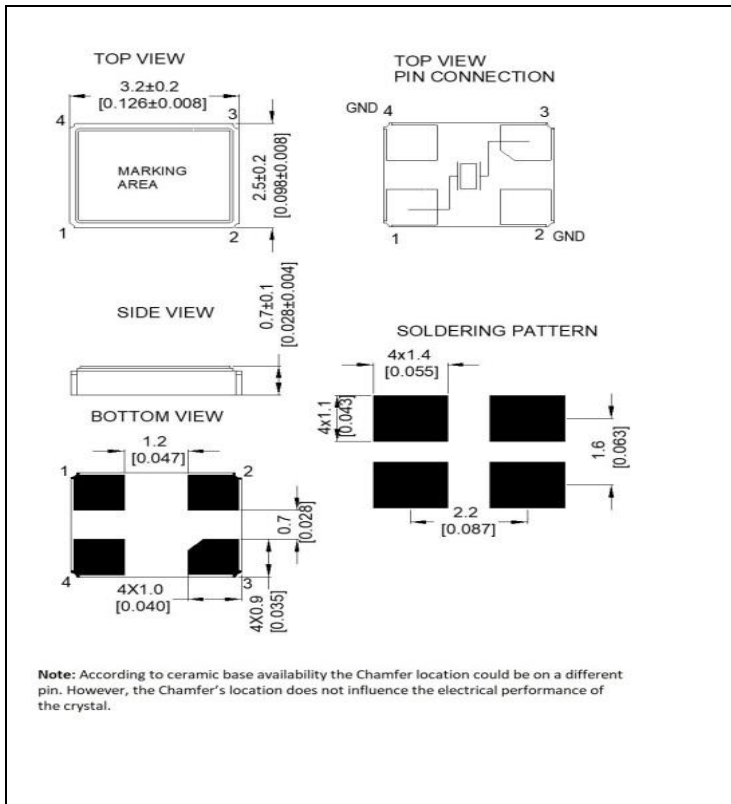 TOP VIEW
3.2±0.2
[0.126±0.008]
4
3
MARKING
AREA
2.5±0.2
[0.098±0.008]
1
2
TOP VIEW
PIN CONNECTION
GND 4
3
1
2 GND
SIDE VIEW
0.7±0.1
[0.028±0.004]
BOTTOM VIEW
1.2
[0.047]
1
2
0.7
[0.028]
4
3
4X1.0
[0.040]
4X0.9
[0.035]
SOLDERING PATTERN
4x1.4
[0.055]
4x1.1
[0.043]
1.6
[0.063]
2.2
[0.087]
Note: According to ceramic base availability the Chamfer location could be on a different
pin. However, the Chamfer's location does not influence the electrical performance of
the crystal.